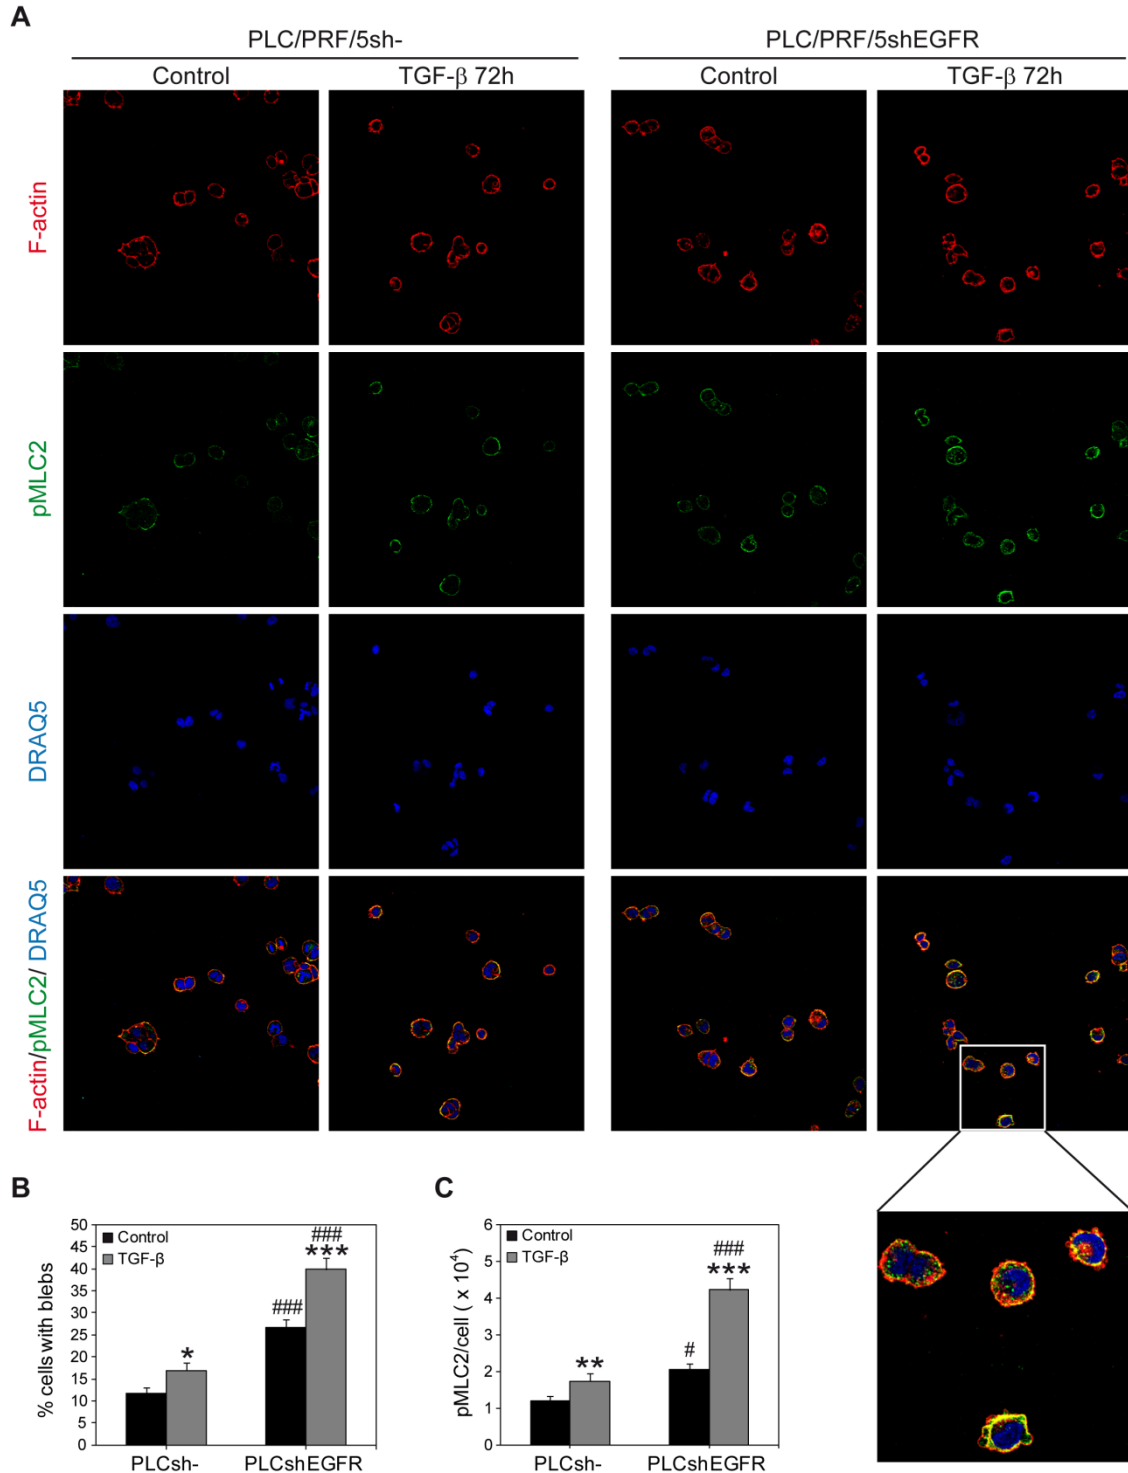 A
PLC/PRF/5sh-
PLC/PRF/5shEGFR
Control
TGF-β 72h
Control
TGF-β 72h
F-actin
pMLC2
DRAQ5
F-actin/pMLC2/ DRAQ5
B
50
45
40
35
30
25
20
15
10
5
0
% cells with blebs
Control
TGF-β
*
###
###
***
PLCsh-
PLCshEGFR
C
6
5
4
3
2
1
0
pMLC2/cell ( x 10⁴)
Control
TGF-β
**
#
###
***
PLCsh-
PLCshEGFR